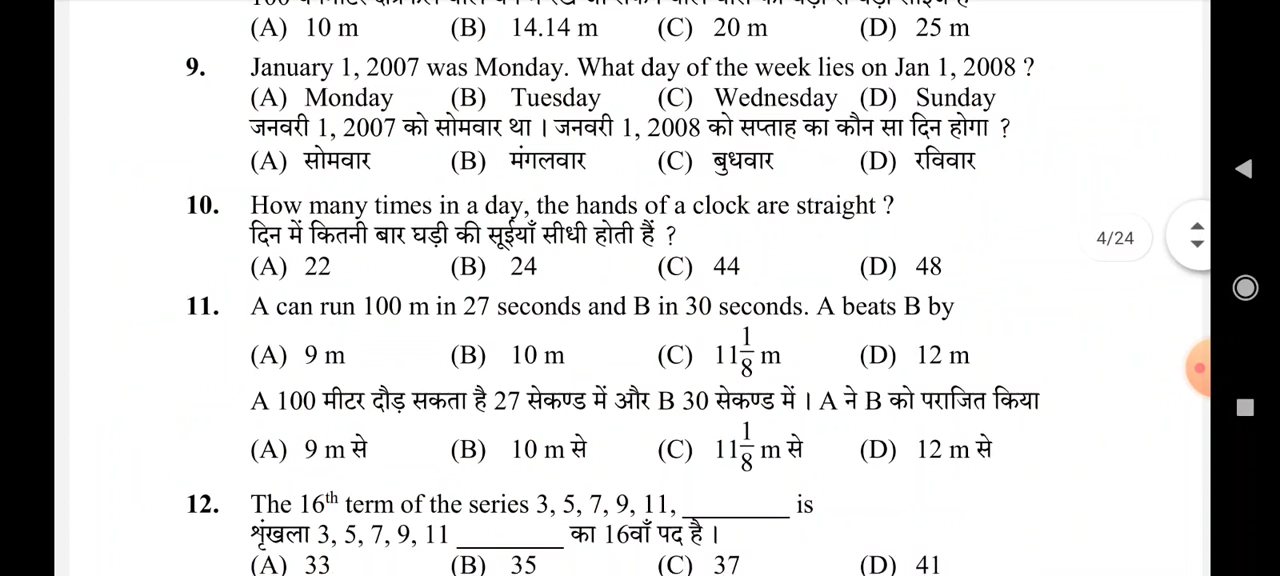 (A) 10 m (B) 14.14 m (C) 20 m (D) 25 m
9. January 1, 2007 was Monday. What day of the week lies on Jan 1, 2008 ?
(A) Monday (B) Tuesday (C) Wednesday (D) Sunday
जनवरी 1, 2007 को सोमवार था । जनवरी 1, 2008 को सप्ताह का कौन सा दिन होगा ?
(A) सोमवार (B) मंगलवार (C) बुधवार (D) रविवार
10. How many times in a day, the hands of a clock are straight ?
दिन में कितनी बार घड़ी की सूईयाँ सीधी होती हैं ?
4/24
(A) 22 (B) 24 (C) 44 (D) 48
11. A can run 100 m in 27 seconds and B in 30 seconds. A beats B by
(A) 9 m (B) 10 m (C) 11 1/8 m (D) 12 m
A 100 मीटर दौड़ सकता है 27 सेकण्ड में और B 30 सेकण्ड में । A ने B को पराजित किया
(A) 9 m से (B) 10 m से (C) 11 1/8 m से (D) 12 m से
12. The 16th term of the series 3, 5, 7, 9, 11, ________ is
शृंखला 3, 5, 7, 9, 11 ________ का 16वाँ पद है ।
(A) 33 (B) 35 (C) 37 (D) 41